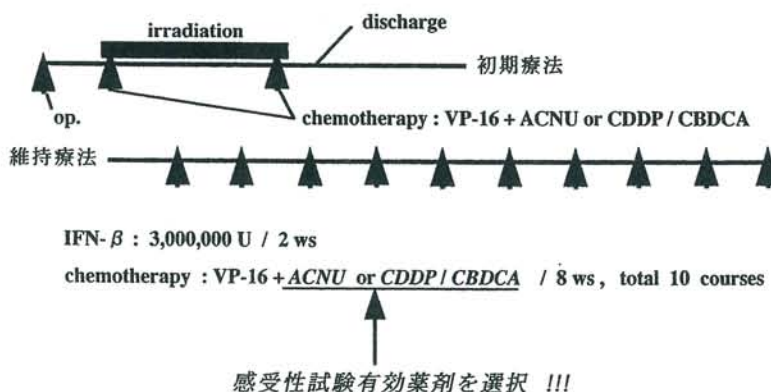 irradiation
discharge
初期療法
op.
chemotherapy : VP-16 + ACNU or CDDP / CBDCA
維持療法
IFN- β : 3,000,000 U / 2 ws
chemotherapy : VP-16 + ACNU or CDDP / CBDCA / 8 ws , total 10 courses
感受性試験有効薬剤を選択 !!!